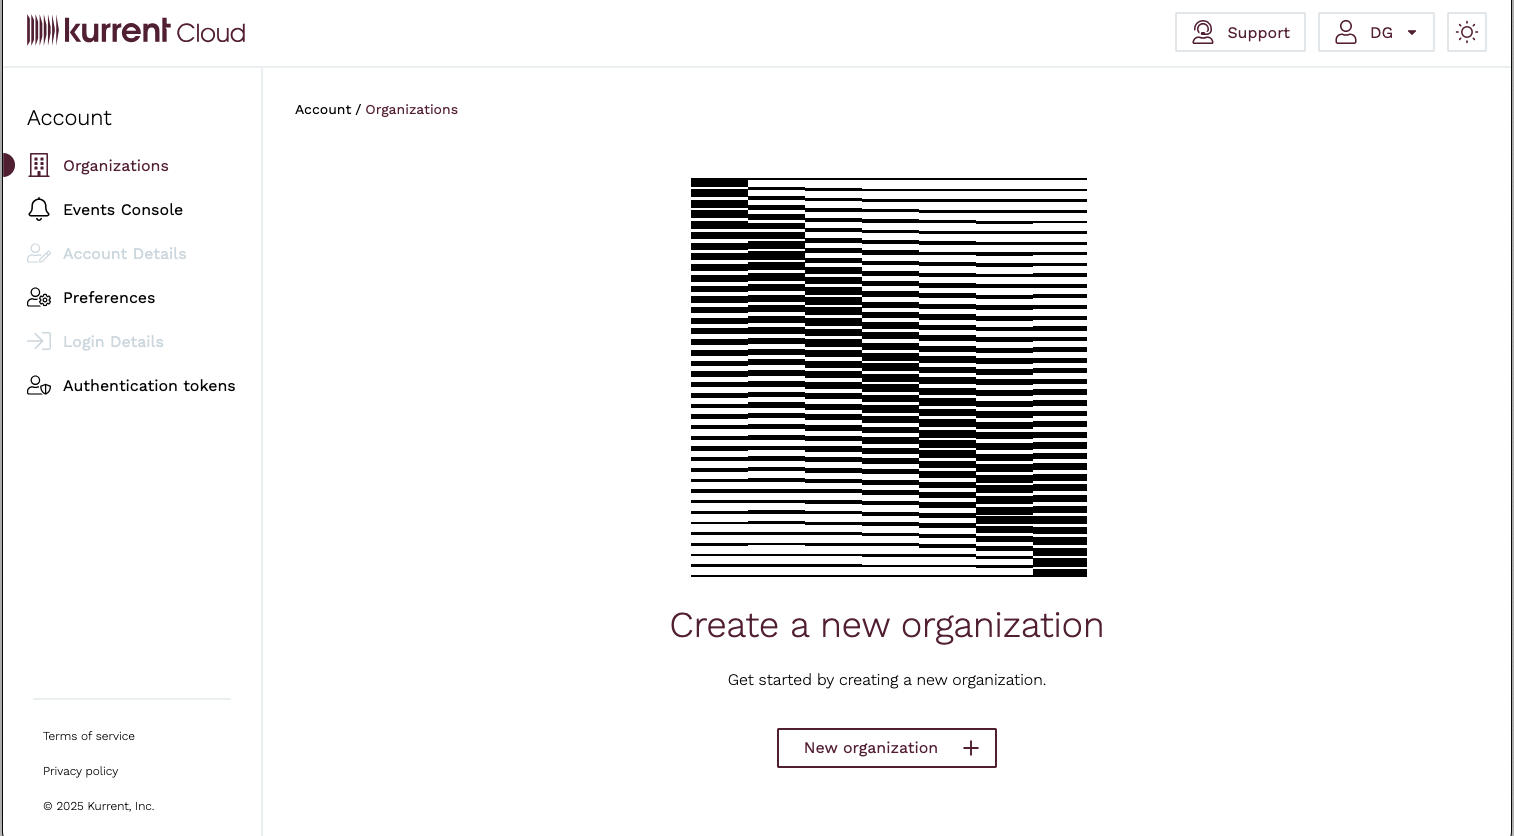 kurrent Cloud
Support
DG
Account
Organizations
Events Console
Account Details
Preferences
Login Details
Authentication tokens
Terms of service
Privacy policy
© 2025 Kurrent, Inc.
Account / Organizations
Create a new organization
Get started by creating a new organization.
New organization